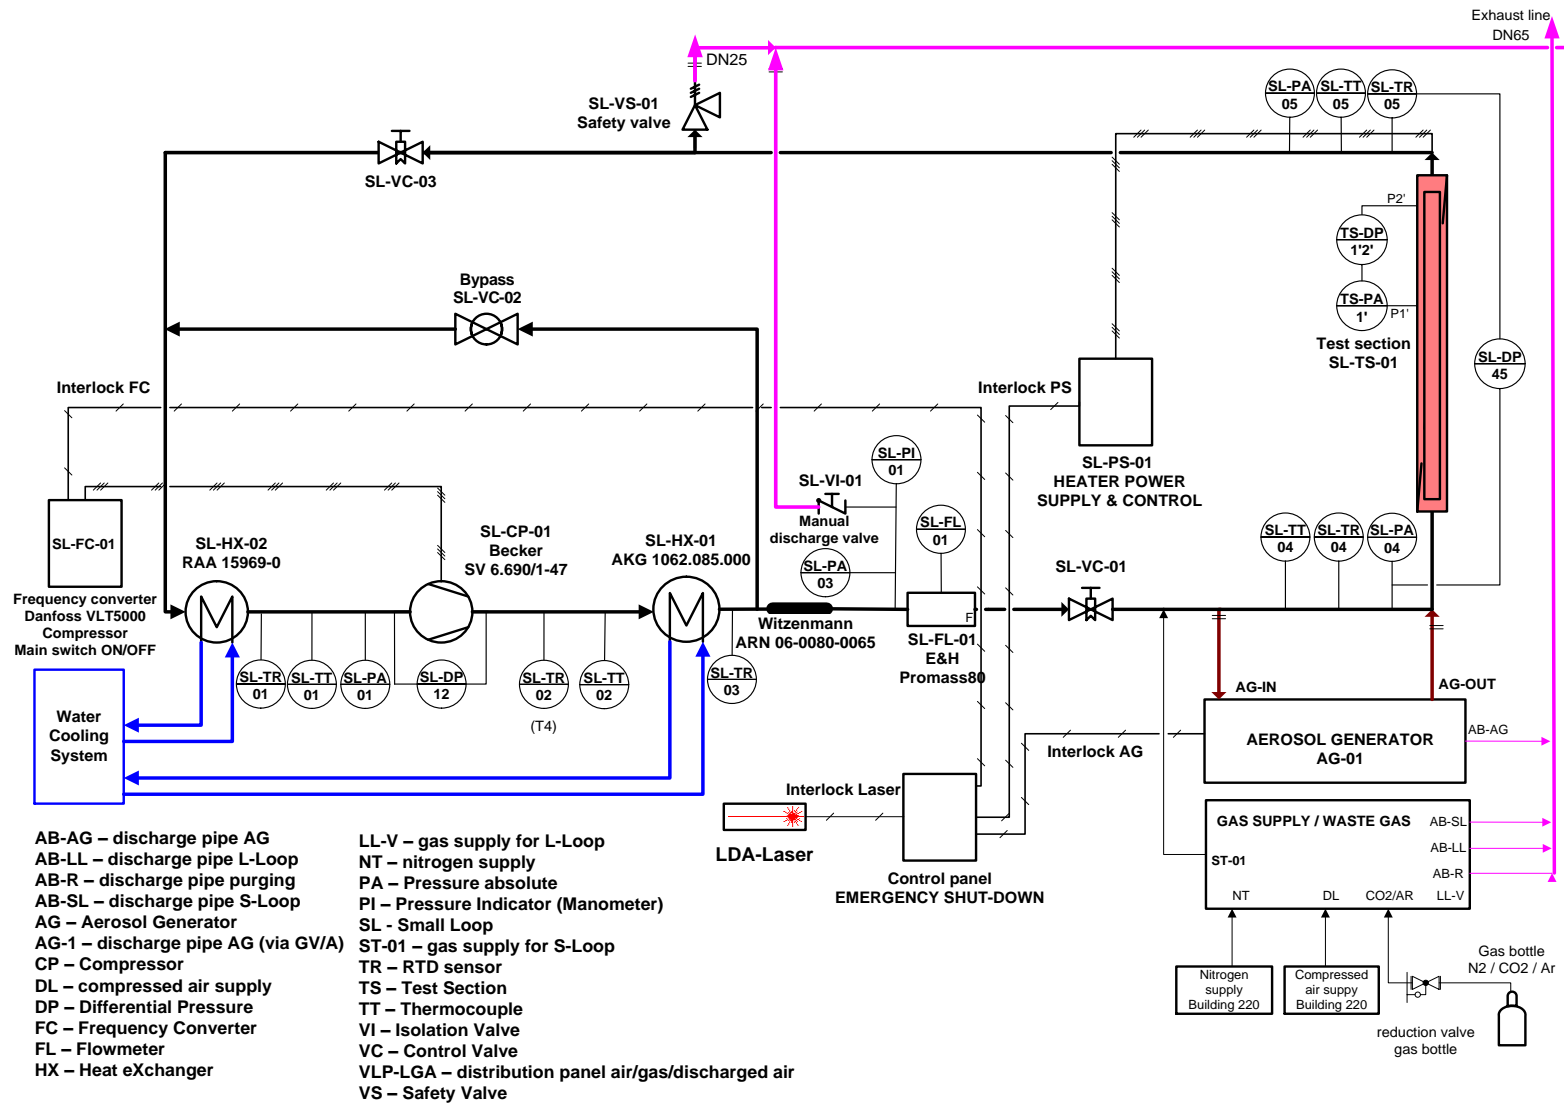 Exhaust line
DN65
DN25
SL-VS-01
Safety valve
SL-PA
05
SL-TT
05
SL-TR
05
SL-VC-03
P2'
TS-DP
1'2'
TS-PA
1'
P1'
Test section
SL-TS-01
SL-DP
45
Bypass
SL-VC-02
Interlock FC
Interlock PS
SL-PS-01
HEATER POWER
SUPPLY & CONTROL
SL-PI
01
SL-VI-01
Manual
discharge valve
SL-FL
01
SL-PA
03
SL-FC-01
Frequency converter
Danfoss VLT5000
Compressor
Main switch ON/OFF
SL-HX-02
RAA 15969-0
SL-CP-01
Becker
SV 6.690/1-47
SL-HX-01
AKG 1062.085.000
SL-TT
04
SL-TR
04
SL-PA
04
SL-VC-01
F
Witzenmann
ARN 06-0080-0065
SL-FL-01
E&H
Promass80
SL-TR
01
SL-TT
01
SL-PA
01
SL-DP
12
SL-TR
02
(T4)
SL-TT
02
SL-TR
03
Water
Cooling
System
AG-IN
AG-OUT
AEROSOL GENERATOR
AG-01
AB-AG
Interlock AG
Interlock Laser
LDA-Laser
Control panel
EMERGENCY SHUT-DOWN
GAS SUPPLY / WASTE GAS
AB-SL
AB-LL
AB-R
ST-01
NT
DL
CO2/AR
LL-V
Nitrogen
supply
Building 220
Compressed
air suppy
Building 220
Gas bottle
N2 / CO2 / Ar
reduction valve
gas bottle
AB-AG – discharge pipe AG
AB-LL – discharge pipe L-Loop
AB-R – discharge pipe purging
AB-SL – discharge pipe S-Loop
AG – Aerosol Generator
AG-1 – discharge pipe AG (via GV/A)
CP – Compressor
DL – compressed air supply
DP – Differential Pressure
FC – Frequency Converter
FL – Flowmeter
HX – Heat eXchanger
LL-V – gas supply for L-Loop
NT – nitrogen supply
PA – Pressure absolute
PI – Pressure Indicator (Manometer)
SL - Small Loop
ST-01 – gas supply for S-Loop
TR – RTD sensor
TS – Test Section
TT – Thermocouple
VI – Isolation Valve
VC – Control Valve
VLP-LGA – distribution panel air/gas/discharged air
VS – Safety Valve